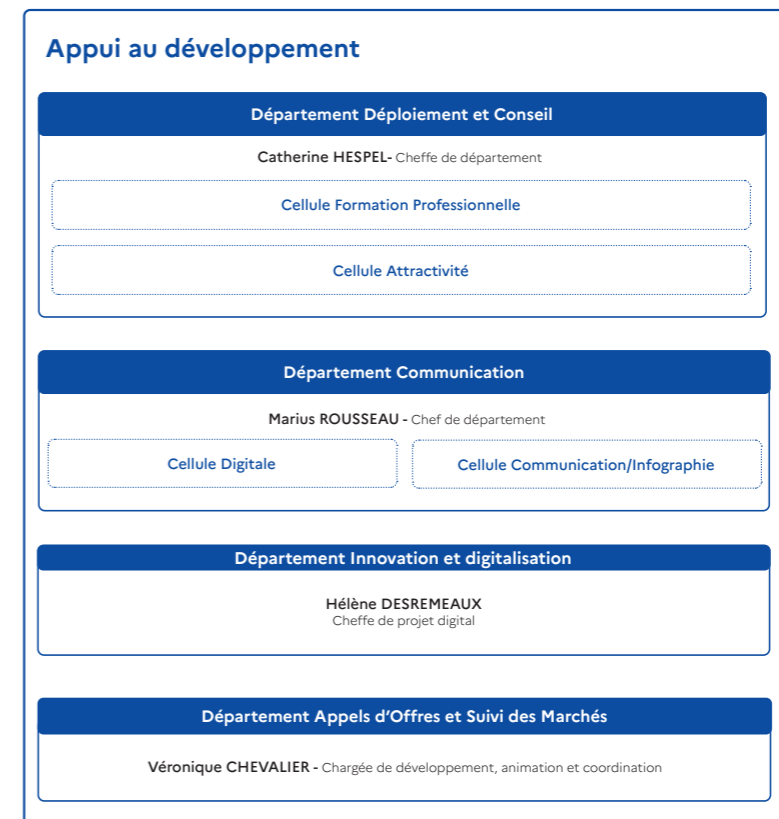 Appui au développement
Département Déploiement et Conseil
Catherine HESPEL- Cheffe de département
Cellule Formation Professionnelle
Cellule Attractivité
Département Communication
Marius ROUSSEAU - Chef de département
Cellule Digitale
Cellule Communication/Infographie
Département Innovation et digitalisation
Hélène DESREMEAUX
Cheffe de projet digital
Département Appels d’Offres et Suivi des Marchés
Véronique CHEVALIER - Chargée de développement, animation et coordination